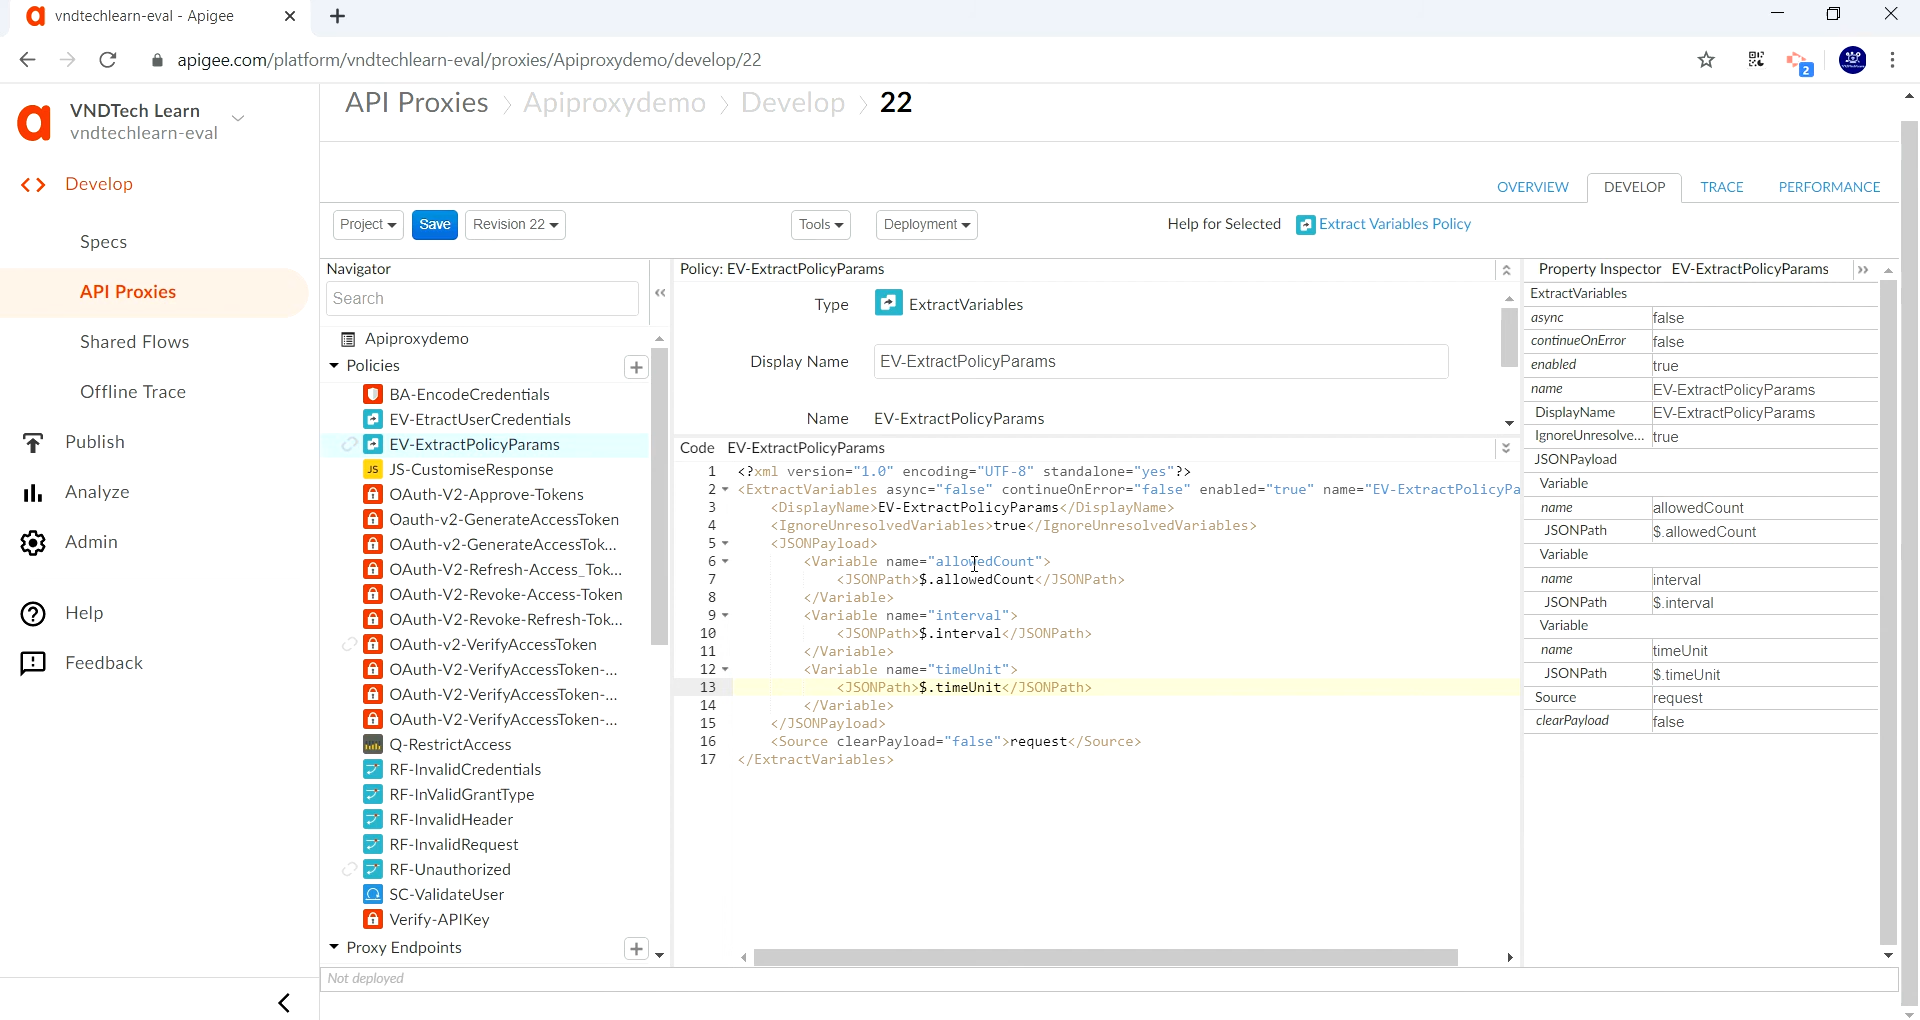 vndtechlearn-eval - Apigee
apigee.com/platform/vndtechlearn-eval/proxies/Apiproxydemo/develop/22
2
VNDTech Learn
vndtechlearn-eval
Develop
Specs
API Proxies
Shared Flows
Offline Trace
Publish
Analyze
Admin
Help
Feedback
API Proxies > Apiproxydemo > Develop > 22
OVERVIEW DEVELOP TRACE PERFORMANCE
Project Save Revision 22 Tools Deployment Help for Selected Extract Variables Policy
Navigator
Search
Apiproxydemo
Policies
BA-EncodeCredentials
EV-EtractUserCredentials
EV-ExtractPolicyParams
JS JS-CustomiseResponse
OAuth-V2-Approve-Tokens
Oauth-v2-GenerateAccessToken
OAuth-v2-GenerateAccessTok...
OAuth-V2-Refresh-Access_Tok...
OAuth-V2-Revoke-Access-Token
OAuth-V2-Revoke-Refresh-Tok...
OAuth-v2-VerifyAccessToken
OAuth-V2-VerifyAccessToken-...
OAuth-V2-VerifyAccessToken-...
OAuth-V2-VerifyAccessToken-...
Q-RestrictAccess
RF-InvalidCredentials
RF-InValidGrantType
RF-InvalidHeader
RF-InvalidRequest
RF-Unauthorized
SC-ValidateUser
Verify-APIKey
Proxy Endpoints
Policy: EV-ExtractPolicyParams
Type ExtractVariables
Display Name EV-ExtractPolicyParams
Name EV-ExtractPolicyParams
Code EV-ExtractPolicyParams
1 <?xml version="1.0" encoding="UTF-8" standalone="yes"?>
2 <ExtractVariables async="false" continueOnError="false" enabled="true" name="EV-ExtractPolicyPa
3 <DisplayName>EV-ExtractPolicyParams</DisplayName>
4 <IgnoreUnresolvedVariables>true</IgnoreUnresolvedVariables>
5 <JSONPayload>
6 <Variable name="allowedCount">
7 <JSONPath>$.allowedCount</JSONPath>
8 </Variable>
9 <Variable name="interval">
10 <JSONPath>$.interval</JSONPath>
11 </Variable>
12 <Variable name="timeUnit">
13 <JSONPath>$.timeUnit</JSONPath>
14 </Variable>
15 </JSONPayload>
16 <Source clearPayload="false">request</Source>
17 </ExtractVariables>
Property Inspector EV-ExtractPolicyParams
ExtractVariables
async false
continueOnError false
enabled true
name EV-ExtractPolicyParams
DisplayName EV-ExtractPolicyParams
IgnoreUnresolve... true
JSONPayload
Variable
name allowedCount
JSONPath $.allowedCount
Variable
name interval
JSONPath $.interval
Variable
name timeUnit
JSONPath $.timeUnit
Source request
clearPayload false
Not deployed